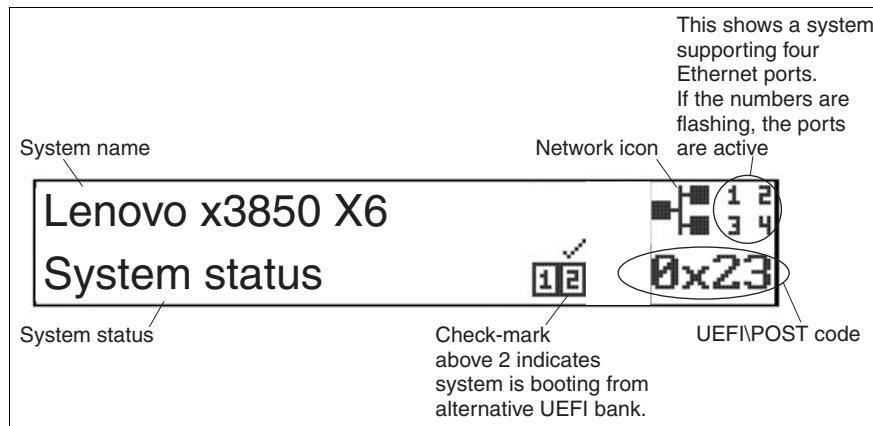 This shows a system
supporting four
Ethernet ports.
If the numbers are
flashing, the ports
are active
System name
Network icon
Lenovo x3850 X6
1 2
3 4
System status
1 2
0x23
System status
Check-mark
above 2 indicates
system is booting from
alternative UEFI bank.
UEFI\POST code